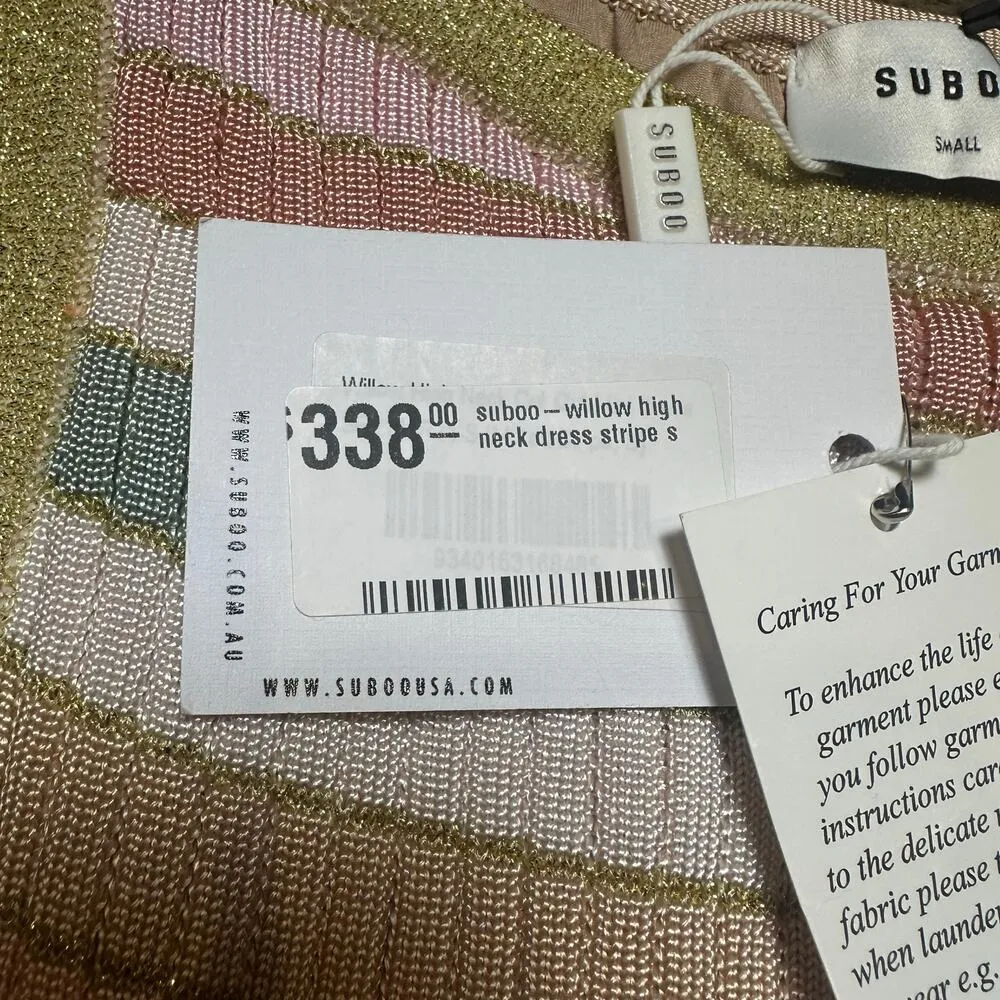 SUBO
SMALL
SUBOO
$338.00
suboo - willow high
neck dress stripe s
WWW.SUBOO.COM.AU
WWW.SUBOOUSA.COM
Caring For Your Garm
To enhance the life
garment please e
you follow garm
instructions car
to the delicate
fabric please t
when launder
ear e.g.